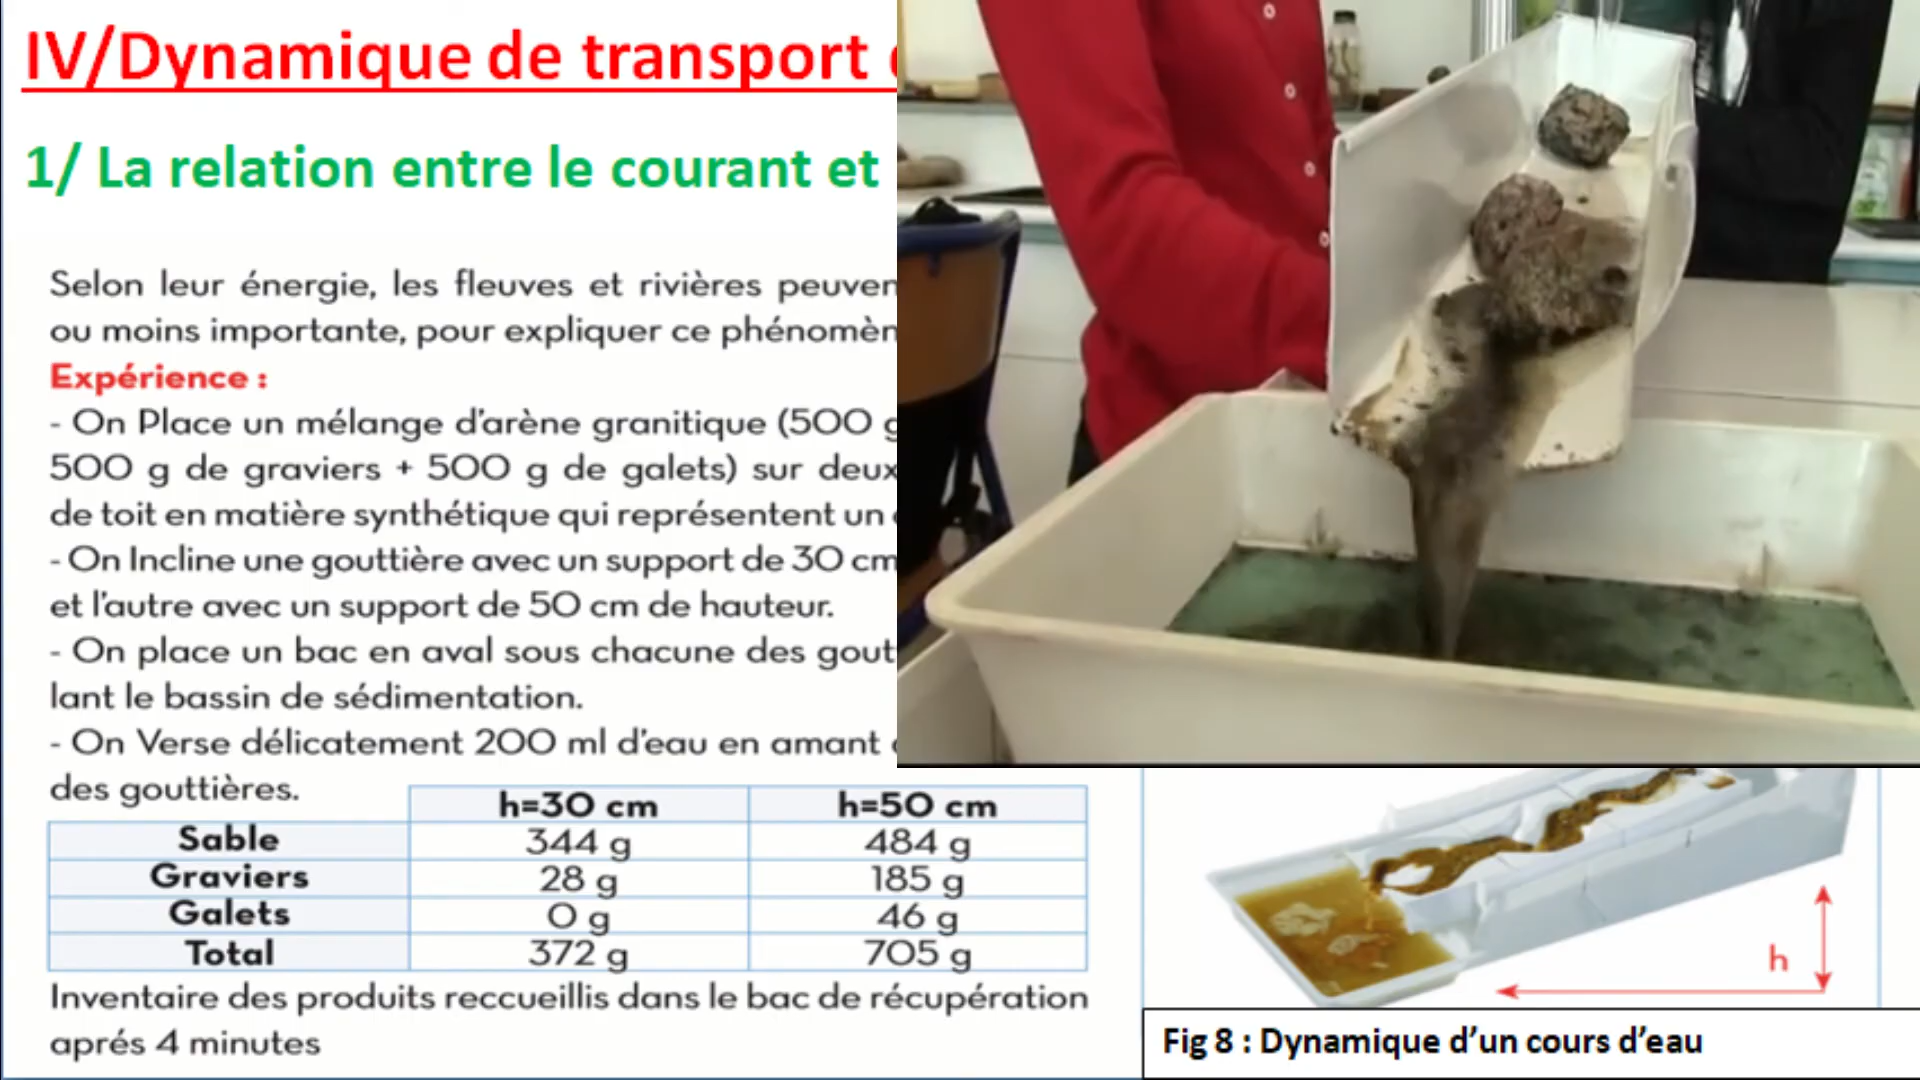 IV/Dynamique de transport
1/ La relation entre le courant et
Selon leur énergie, les fleuves et rivières peuven
ou moins importante, pour expliquer ce phénomèn
Expérience :
- On Place un mélange d'arène granitique (500 g
500 g de graviers + 500 g de galets) sur deux
de toit en matière synthétique qui représentent un
- On Incline une gouttière avec un support de 30 cm
et l'autre avec un support de 50 cm de hauteur.
- On place un bac en aval sous chacune des gout
lant le bassin de sédimentation.
- On Verse délicatement 200 ml d'eau en amant
des gouttières.
h=30 cm h=50 cm
Sable 344 g 484 g
Graviers 28 g 185 g
Galets 0 g 46 g
Total 372 g 705 g
Inventaire des produits reccueillis dans le bac de récupération
aprés 4 minutes
h
Fig 8 : Dynamique d'un cours d'eau